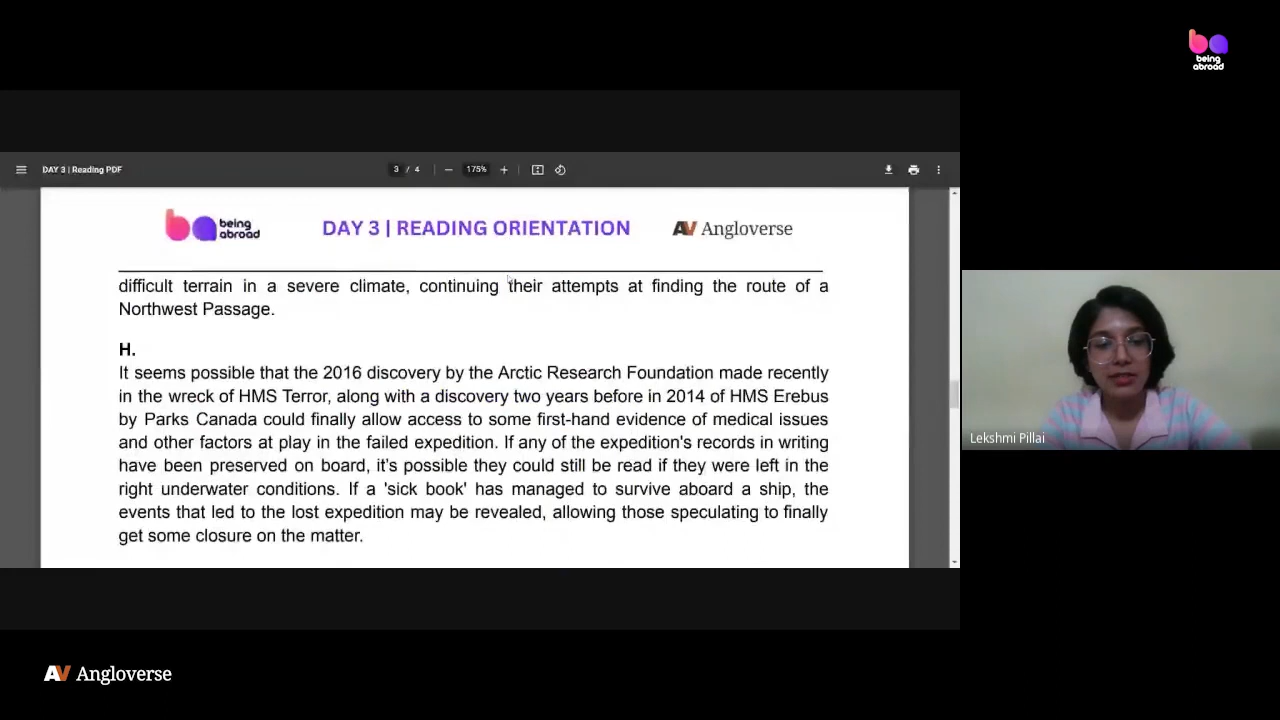 being
abroad
DAY 3 | Reading PDF
3 / 4
175%
being
abroad
DAY 3 | READING ORIENTATION
AV Angloverse
difficult terrain in a severe climate, continuing their attempts at finding the route of a
Northwest Passage.
H.
It seems possible that the 2016 discovery by the Arctic Research Foundation made recently
in the wreck of HMS Terror, along with a discovery two years before in 2014 of HMS Erebus
by Parks Canada could finally allow access to some first-hand evidence of medical issues
and other factors at play in the failed expedition. If any of the expedition's records in writing
have been preserved on board, it's possible they could still be read if they were left in the
right underwater conditions. If a 'sick book' has managed to survive aboard a ship, the
events that led to the lost expedition may be revealed, allowing those speculating to finally
get some closure on the matter.
Lekshmi Pillai
AV Angloverse